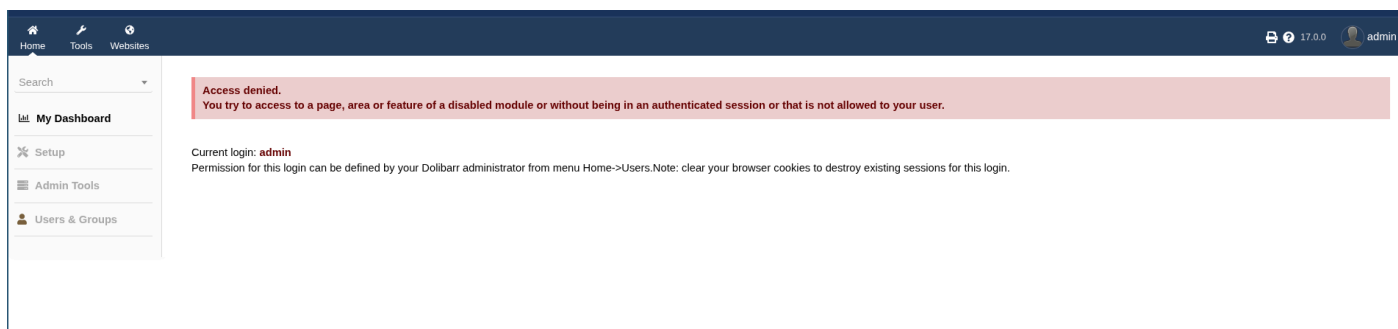 Home Tools Websites
17.0.0 admin
Search
My Dashboard
Setup
Admin Tools
Users & Groups
Access denied.
You try to access to a page, area or feature of a disabled module or without being in an authenticated session or that is not allowed to your user.
Current login: admin
Permission for this login can be defined by your Dolibarr administrator from menu Home->Users.Note: clear your browser cookies to destroy existing sessions for this login.